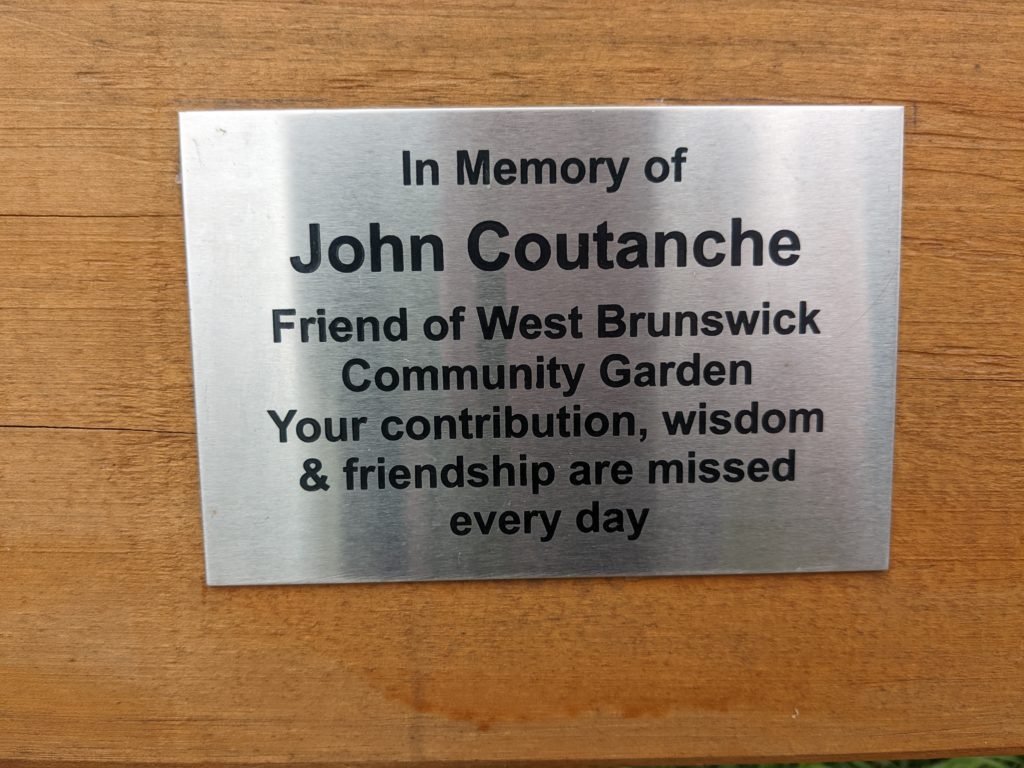 In Memory of
John Coutanche
Friend of West Brunswick
Community Garden
Your contribution, wisdom
& friendship are missed
every day